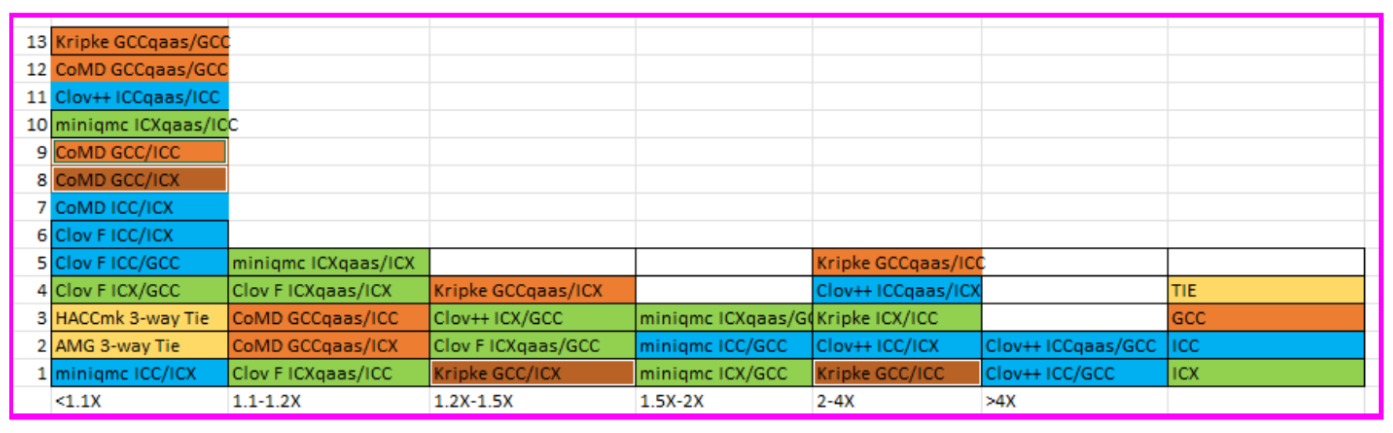 13 Kripke GCCqaas/GCC
12 CoMD GCCqaas/GCC
11 Clov++ ICCqaas/ICC
10 miniqmc ICXqaas/ICC
9 CoMD GCC/ICC
8 CoMD GCC/ICX
7 CoMD ICC/ICX
6 Clov F ICC/ICX
5 Clov F ICC/GCC miniqmc ICXqaas/ICX Kripke GCCqaas/ICC
4 Clov F ICX/GCC Clov F ICXqaas/ICX Kripke GCCqaas/ICX Clov++ ICCqaas/ICX TIE
3 HACCmk 3-way Tie CoMD GCCqaas/ICC Clov++ ICX/GCC miniqmc ICXqaas/G Kripke ICX/ICC GCC
2 AMG 3-way Tie CoMD GCCqaas/ICX Clov F ICXqaas/GCC miniqmc ICC/GCC Clov++ ICC/ICX Clov++ ICCqaas/GCC ICC
1 miniqmc ICC/ICX Clov F ICXqaas/ICC Kripke GCC/ICX miniqmc ICX/GCC Kripke GCC/ICC Clov++ ICC/GCC ICX
<1.1X 1.1-1.2X 1.2X-1.5X 1.5X-2X 2-4X >4X